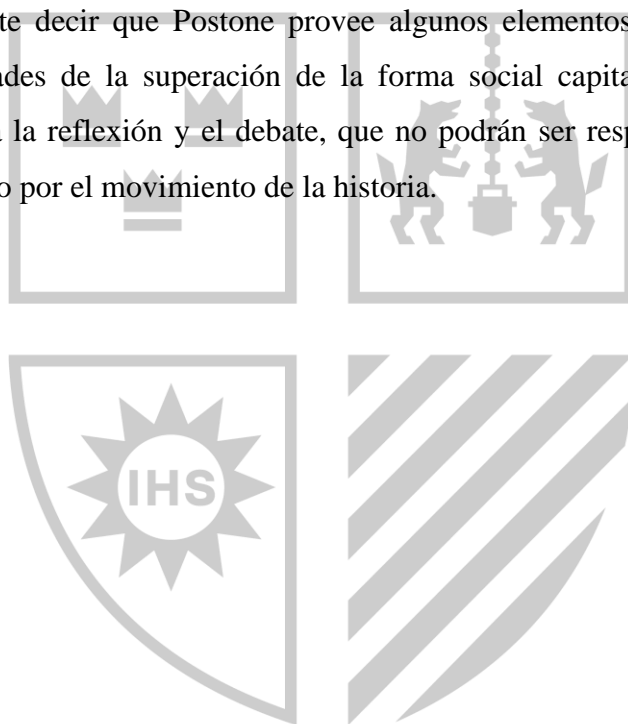 te decir que Postone provee algunos elementos
des de la superación de la forma social capita
a la reflexión y el debate, que no podrán ser resp
o por el movimiento de la historia.
IHS